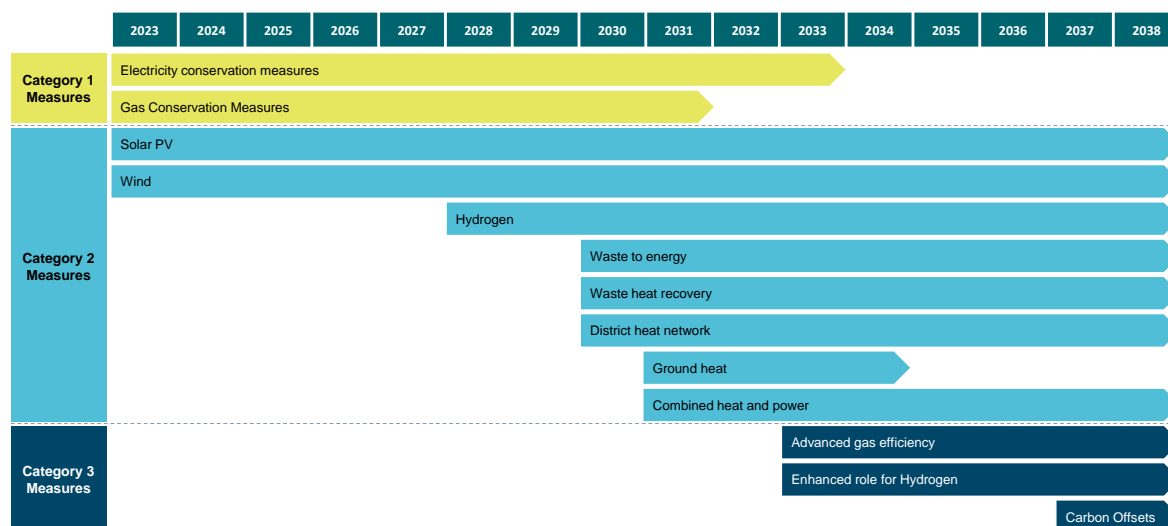 2023 2024 2025 2026 2027 2028 2029 2030 2031 2032 2033 2034 2035 2036 2037 2038
Category 1
Measures
Electricity conservation measures
Gas Conservation Measures
Category 2
Measures
Solar PV
Wind
Hydrogen
Waste to energy
Waste heat recovery
District heat network
Ground heat
Combined heat and power
Category 3
Measures
Advanced gas efficiency
Enhanced role for Hydrogen
Carbon Offsets